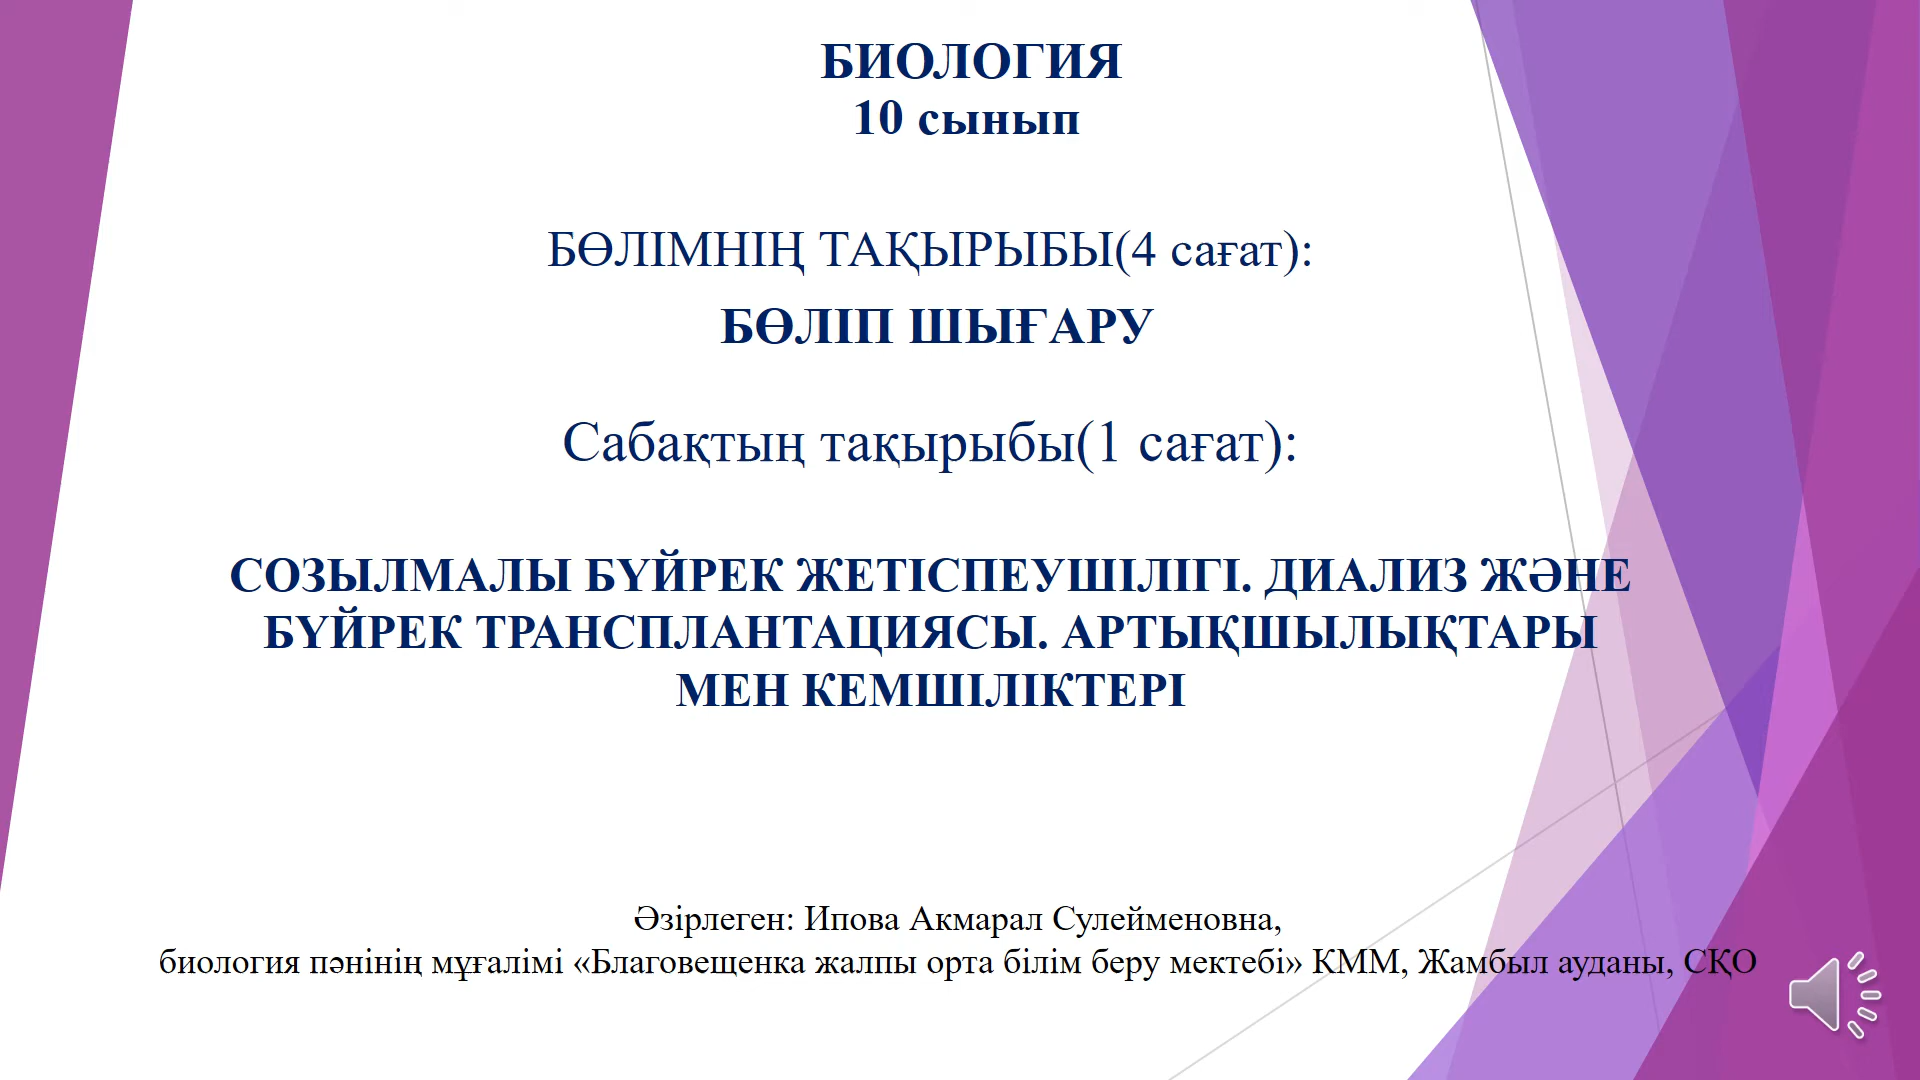 БИОЛОГИЯ
10 сынып
БӨЛІМНІҢ ТАҚЫРЫБЫ(4 сағат):
БӨЛІП ШЫҒАРУ
Сабақтың тақырыбы(1 сағат):
СОЗЫЛМАЛЫ БҮЙРЕК ЖЕТІСПЕУШІЛІГІ. ДИАЛИЗ ЖӘНЕ
БҮЙРЕК ТРАНСПЛАНТАЦИЯСЫ. АРТЫҚШЫЛЫҚТАРЫ
МЕН КЕМШІЛІКТЕРІ
Әзірлеген: Ипова Акмарал Сулейменовна,
биология пәнінің мұғалімі «Благовещенка жалпы орта білім беру мектебі» КММ, Жамбыл ауданы, СҚО